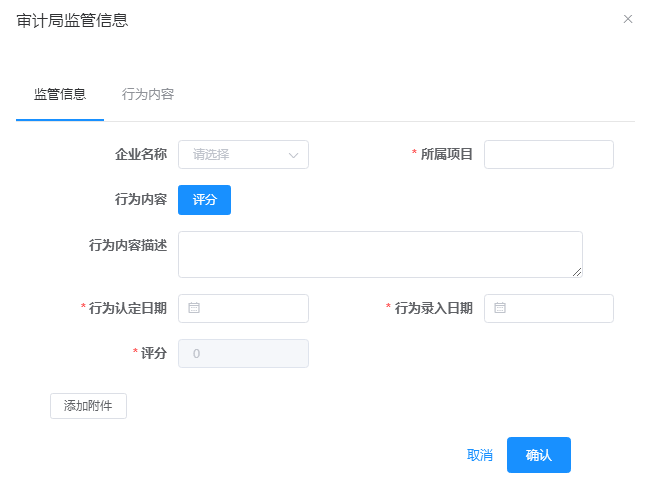 审计局监管信息
监管信息 行为内容
企业名称 请选择 * 所属项目
行为内容 评分
行为内容描述
* 行为认定日期 * 行为录入日期
* 评分 0
添加附件
取消 确认